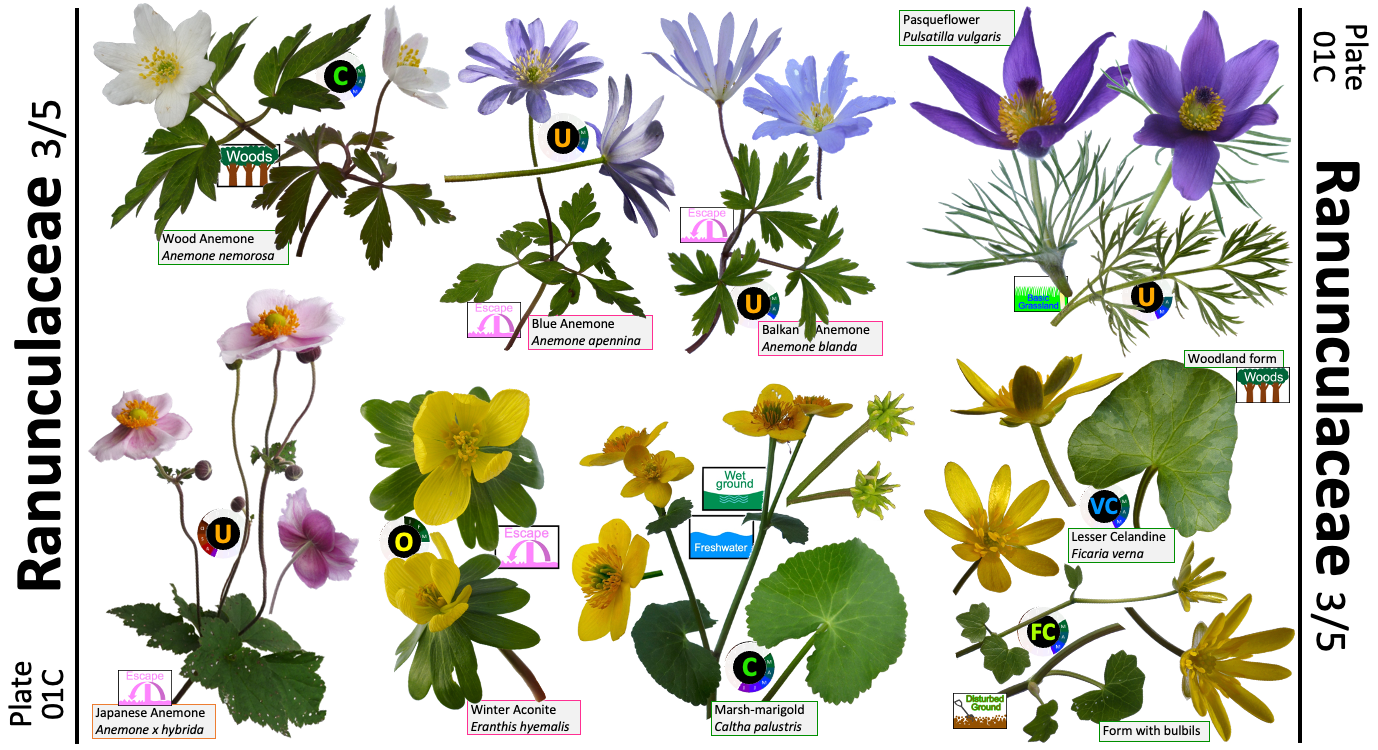 Ranunculaceae 3/5
Plate
01C
C
Woods
Wood Anemone
Anemone nemorosa
U
Escape
Blue Anemone
Anemone apennina
Escape
U
Balkan Anemone
Anemone blanda
Pasqueflower
Pulsatilla vulgaris
Basic
Grassland
U
U
Escape
Japanese Anemone
Anemone x hybrida
O
Escape
Winter Aconite
Eranthis hyemalis
Wet
ground
Freshwater
C
Marsh-marigold
Caltha palustris
Woodland form
Woods
VC
Lesser Celandine
Ficaria verna
FC
Disturbed
Ground
Form with bulbils
Plate
01C
Ranunculaceae 3/5